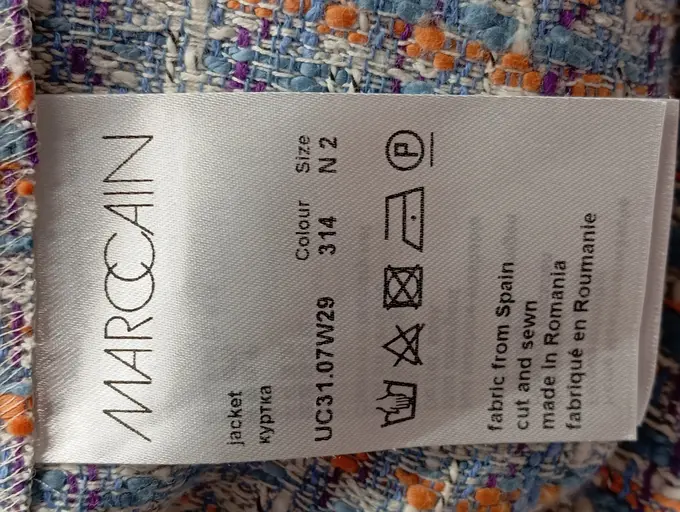 MAROCCAIN
jacket
куртка
Colour Size
UC31.07W29 314 N 2
P
fabric from Spain
cut and sewn
made in Romania
fabriqué en Roumanie